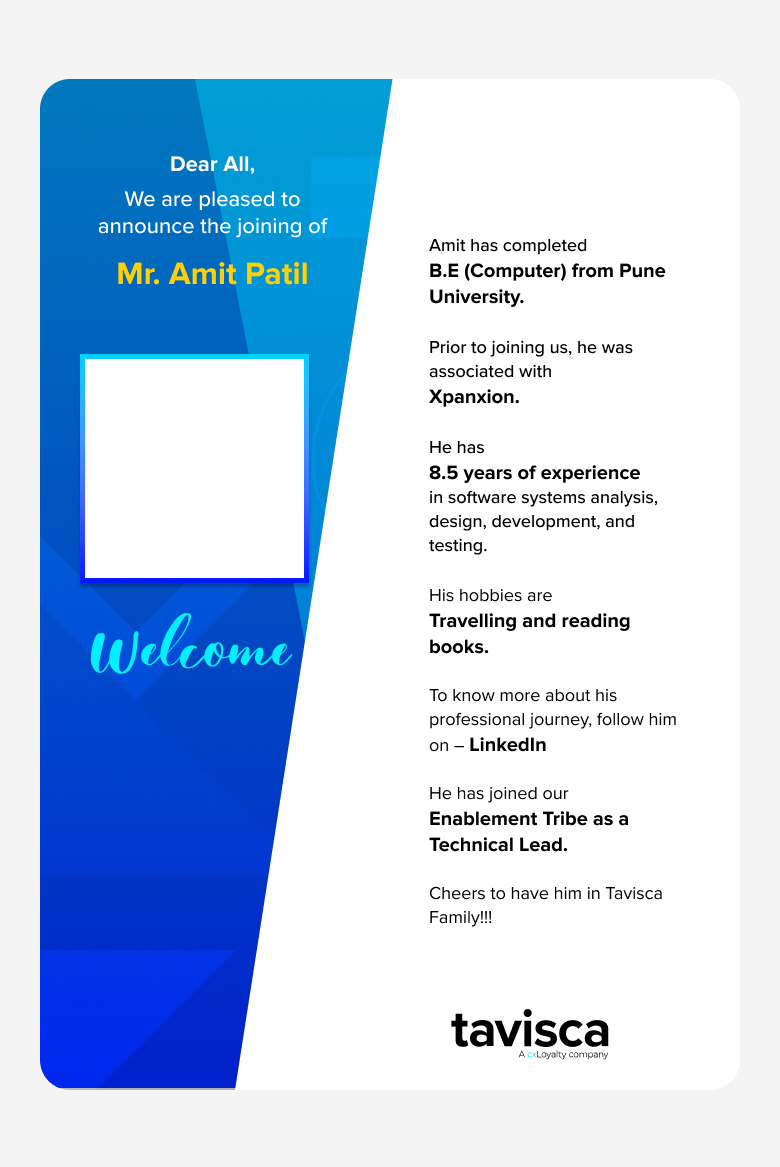 Dear All,
We are pleased to
announce the joining of
Mr. Amit Patil
Welcome
Amit has completed
B.E (Computer) from Pune
University.
Prior to joining us, he was
associated with
Xpanxion.
He has
8.5 years of experience
in software systems analysis,
design, development, and
testing.
His hobbies are
Travelling and reading
books.
To know more about his
professional journey, follow him
on – LinkedIn
He has joined our
Enablement Tribe as a
Technical Lead.
Cheers to have him in Tavisca
Family!!!
tavisca
A cxLoyalty company